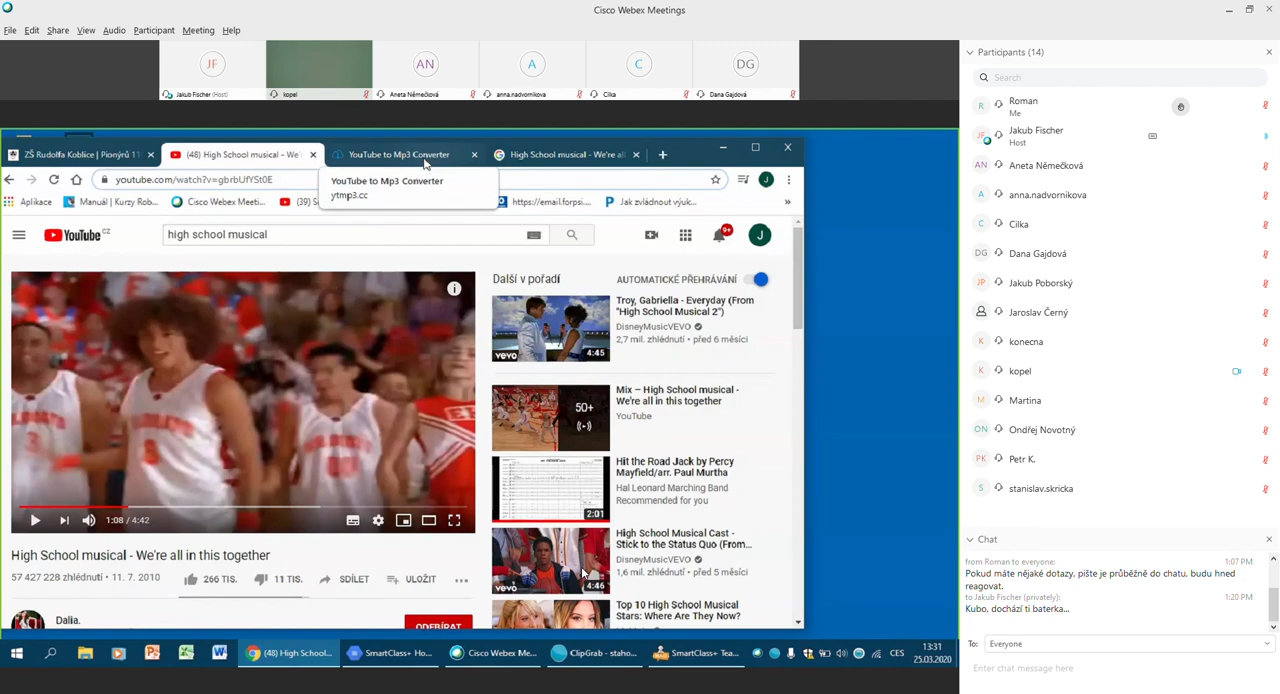 Cisco Webex Meetings
File Edit Share View Audio Participant Meeting Help
JF AN A C DG
Jakub Fischer (Host) kopel Aneta Němečková anna.nadvornikova Cilka Dana Gajdová
ZŠ Rudolfa Koblice | Pionýrů 11 (48) High School musical - We' YouTube to Mp3 Converter High School musical - We're all
youtube.com/watch?v=gbrbUfYSt0E
YouTube to Mp3 Converter
ytmp3.cc
Aplikace Manuál | Kurzy Rob... Cisco Webex Meeti... https://email.forpsi.... Jak zvládnout výuk... »
YouTube CZ
high school musical
9+ J
Další v pořadí AUTOMATICKÉ PŘEHRÁVÁNÍ
Troy, Gabriella - Everyday (From
"High School Musical 2")
DisneyMusicVEVO
2,7 mil. zhlédnutí • před 6 měsíci
vevo 4:45
Mix – High School musical -
We're all in this together
YouTube
50+
Hit the Road Jack by Percy
Mayfield/arr. Paul Murtha
Hal Leonard Marching Band
Recommended for you
2:01
High School Musical Cast -
Stick to the Status Quo (From...
DisneyMusicVEVO
1,6 mil. zhlédnutí • před 5 měsíci
vevo 4:46
Top 10 High School Musical
Stars: Where Are They Now?
1:08 / 4:42
High School musical - We're all in this together
57 427 228 zhlédnutí • 11. 7. 2010 266 TIS. 11 TIS. SDÍLET ULOŽIT
Dalia.
ODEBÍRAT
(48) High School... SmartClass+ Ho... Cisco Webex Me... ClipGrab - staho... SmartClass+ Tea... CES 13:31
25.03.2020
Participants (14)
Search
R Roman
Me
JF Jakub Fischer
Host
AN Aneta Němečková
A anna.nadvornikova
C Cilka
DG Dana Gajdová
JP Jakub Poborský
Jaroslav Černý
K konecna
K kopel
M Martina
ON Ondřej Novotný
PK Petr K.
S stanislav.skricka
Chat
from Roman to everyone: 1:07 PM
Pokud máte nějaké dotazy, pište je průběžně do chatu, budu hned
reagovat.
to Jakub Fischer (privately): 1:20 PM
Kubo, dochází ti baterka...
To: Everyone
Enter chat message here